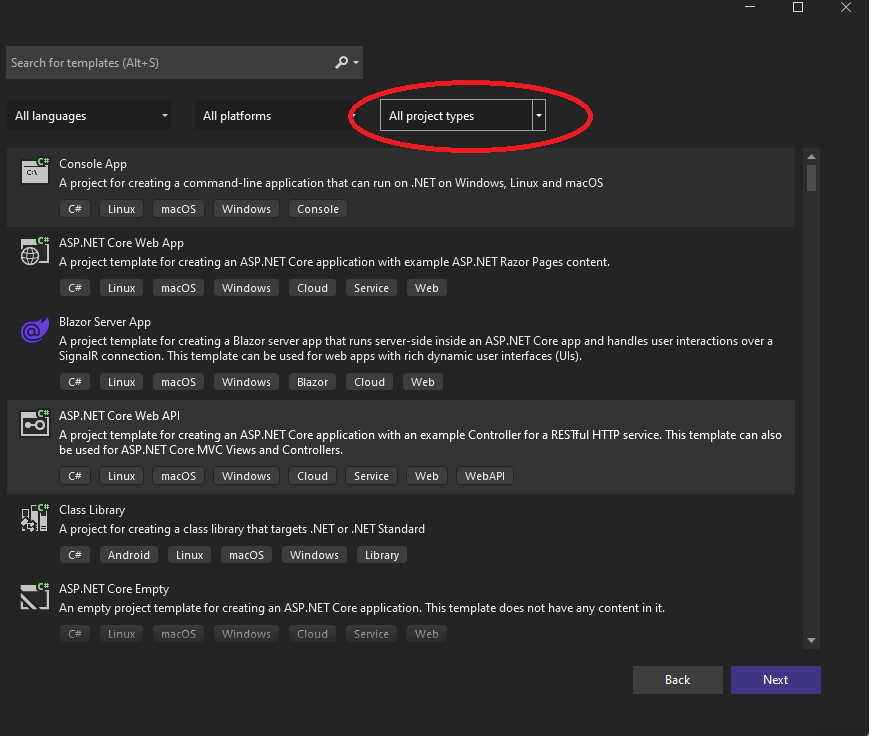 Search for templates (Alt+S)
All languages
All platforms
All project types
C#
C:\
Console App
A project for creating a command-line application that can run on .NET on Windows, Linux and macOS
C# Linux macOS Windows Console
C#
ASP.NET Core Web App
A project template for creating an ASP.NET Core application with example ASP.NET Razor Pages content.
C# Linux macOS Windows Cloud Service Web
Blazor Server App
A project template for creating a Blazor server app that runs server-side inside an ASP.NET Core app and handles user interactions over a
SignalR connection. This template can be used for web apps with rich dynamic user interfaces (UIs).
C# Linux macOS Windows Blazor Cloud Web
C#
ASP.NET Core Web API
A project template for creating an ASP.NET Core application with an example Controller for a RESTful HTTP service. This template can also
be used for ASP.NET Core MVC Views and Controllers.
C# Linux macOS Windows Cloud Service Web WebAPI
C#
Class Library
A project for creating a class library that targets .NET or .NET Standard
C# Android Linux macOS Windows Library
C#
ASP.NET Core Empty
An empty project template for creating an ASP.NET Core application. This template does not have any content in it.
C# Linux macOS Windows Cloud Service Web
Back
Next